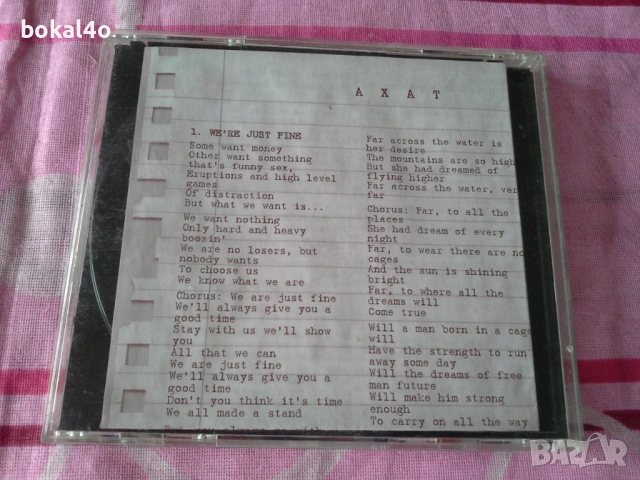 bokal4o
A X A T
1. WE'RE JUST FINE
Some want money
Other want something
that's funny sex,
Eruptions and high level
games
Of distraction
But what we want is...
We want nothing
Only hard and heavy
boozin'
We are no losers, but
nobody wants
To choose us
We know what we are
Chorus: We are just fine
We'll always give you a
good time
Stay with us we'll show
you
All that we can
We are just fine
We'll always give you a
good time
Don't you think it's time
We all made a stand
Far across the water is
her desire
The mountains are so high
But she had dreamed of
flying higher
Far across the water, ver
far
Chorus: Far, to all the
places
She had dream of every
night
Far, to wear there are no
cages
And the sun is shining
bright
Far, to where all the
dreams will
Come true
Will a man born in a cage
will
Have the strength to run
away some day
Will the dreams of free
man future
Will make him strong
enough
To carry on all the way
BAZAR